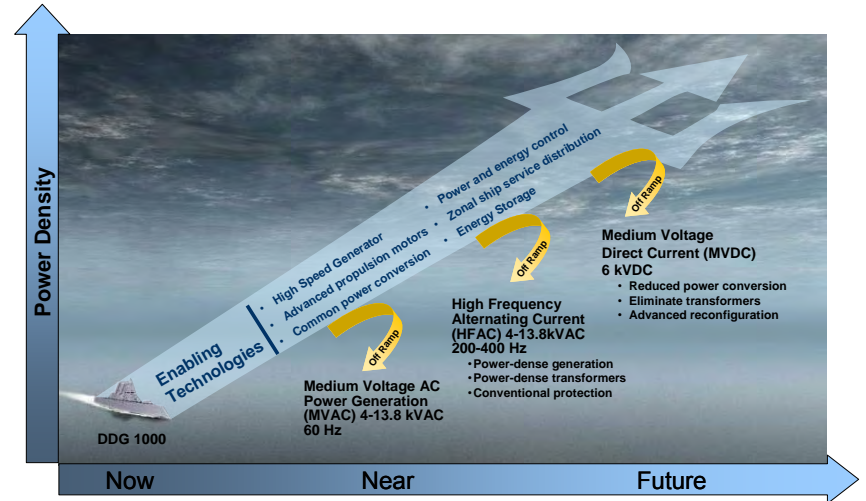 Power Density
Enabling
Technologies
• High Speed Generator
• Advanced propulsion motors
• Common power conversion
• Power and energy control
• Zonal ship service distribution
• Energy Storage
DDG 1000
Off Ramp
Medium Voltage AC
Power Generation
(MVAC) 4-13.8 kVAC
60 Hz
Off Ramp
High Frequency
Alternating Current
(HFAC) 4-13.8kVAC
200-400 Hz
•Power-dense generation
•Power-dense transformers
•Conventional protection
Off Ramp
Medium Voltage
Direct Current (MVDC)
6 kVDC
• Reduced power conversion
• Eliminate transformers
• Advanced reconfiguration
Now
Near
Future